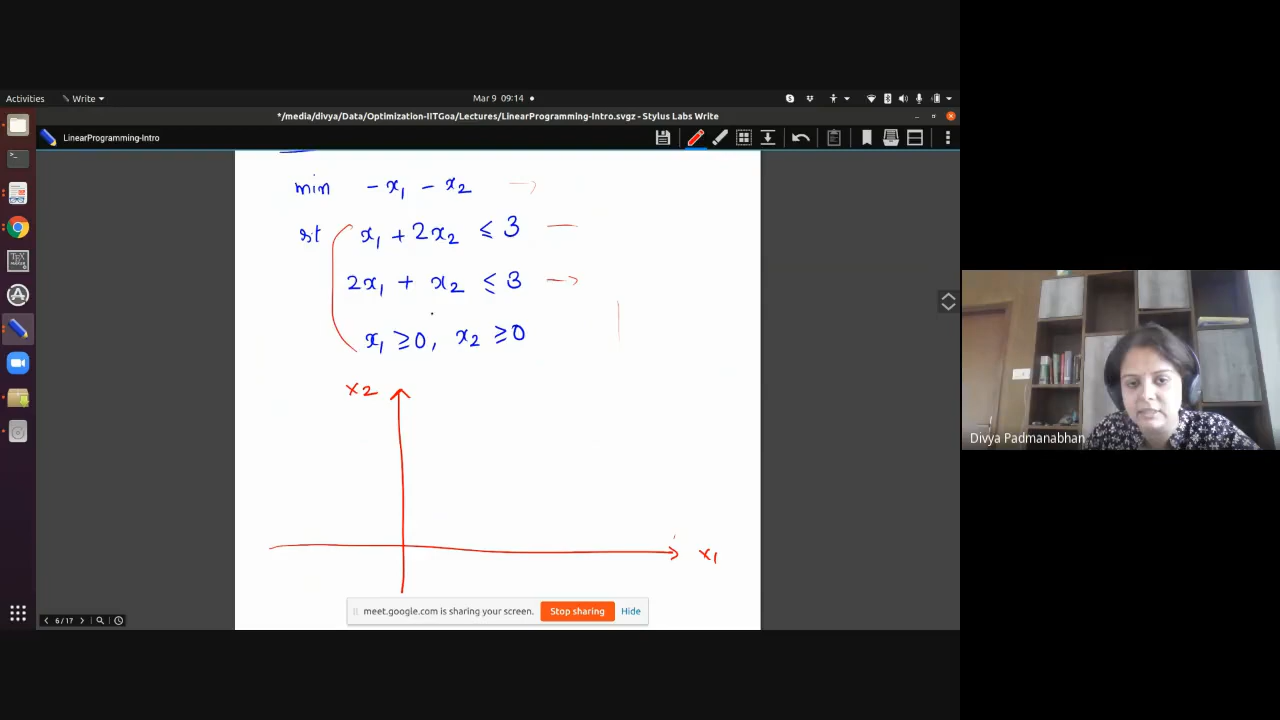 Activities
Write
Mar 9 09:14
*/media/divya/Data/Optimization-IITGoa/Lectures/LinearProgramming-Intro.svgz - Stylus Labs Write
LinearProgramming-Intro
min -x₁ - x₂
st x₁ + 2x₂ ≤ 3
2x₁ + x₂ ≤ 3
x₁ ≥ 0, x₂ ≥ 0
x₂
x₁
meet.google.com is sharing your screen.
Stop sharing
Hide
6/17
Divya Padmanabhan